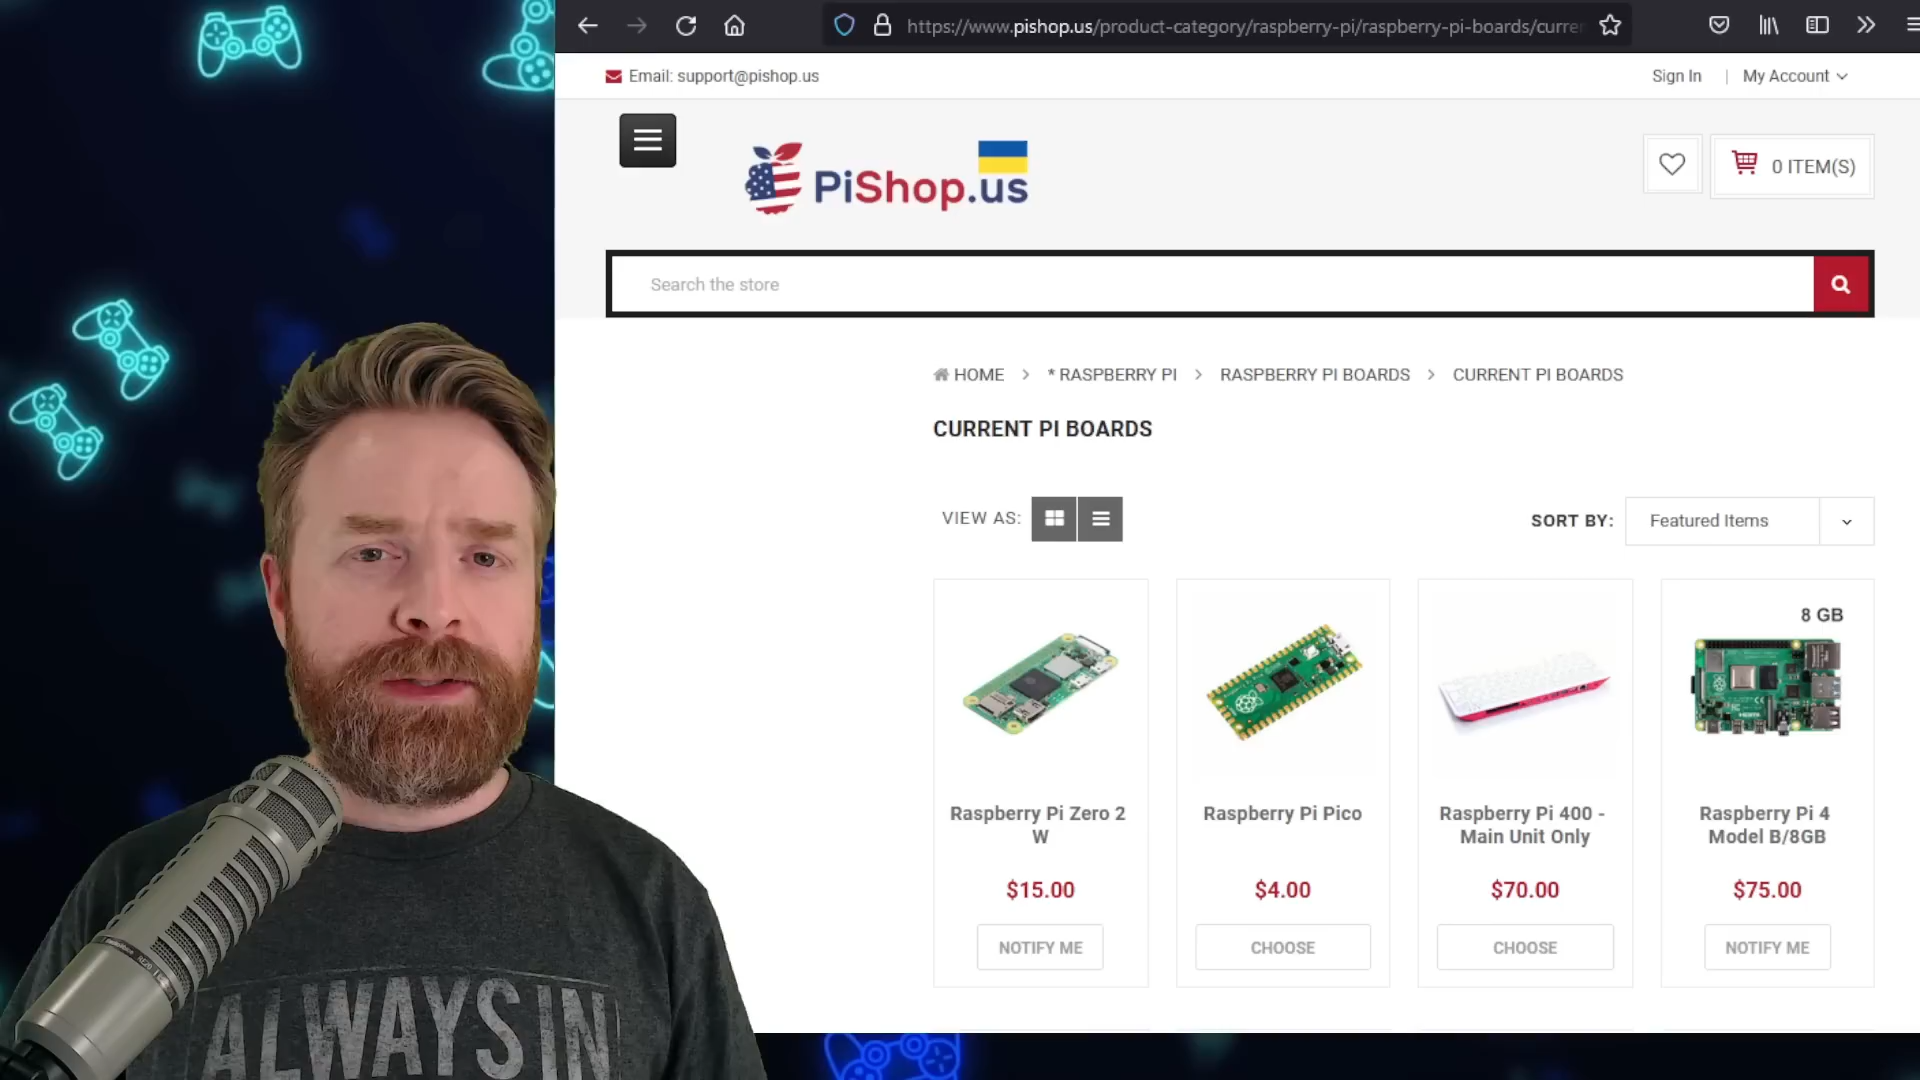 https://www.pishop.us/product-category/raspberry-pi/raspberry-pi-boards/curre
Email: support@pishop.us
Sign In | My Account
PiShop.us
0 ITEM(S)
Search the store
HOME > * RASPBERRY PI > RASPBERRY PI BOARDS > CURRENT PI BOARDS
CURRENT PI BOARDS
VIEW AS:
SORT BY: Featured Items
8 GB
Raspberry Pi Zero 2
W
$15.00
NOTIFY ME
Raspberry Pi Pico
$4.00
CHOOSE
Raspberry Pi 400 -
Main Unit Only
$70.00
CHOOSE
Raspberry Pi 4
Model B/8GB
$75.00
NOTIFY ME
ALWAYS IN